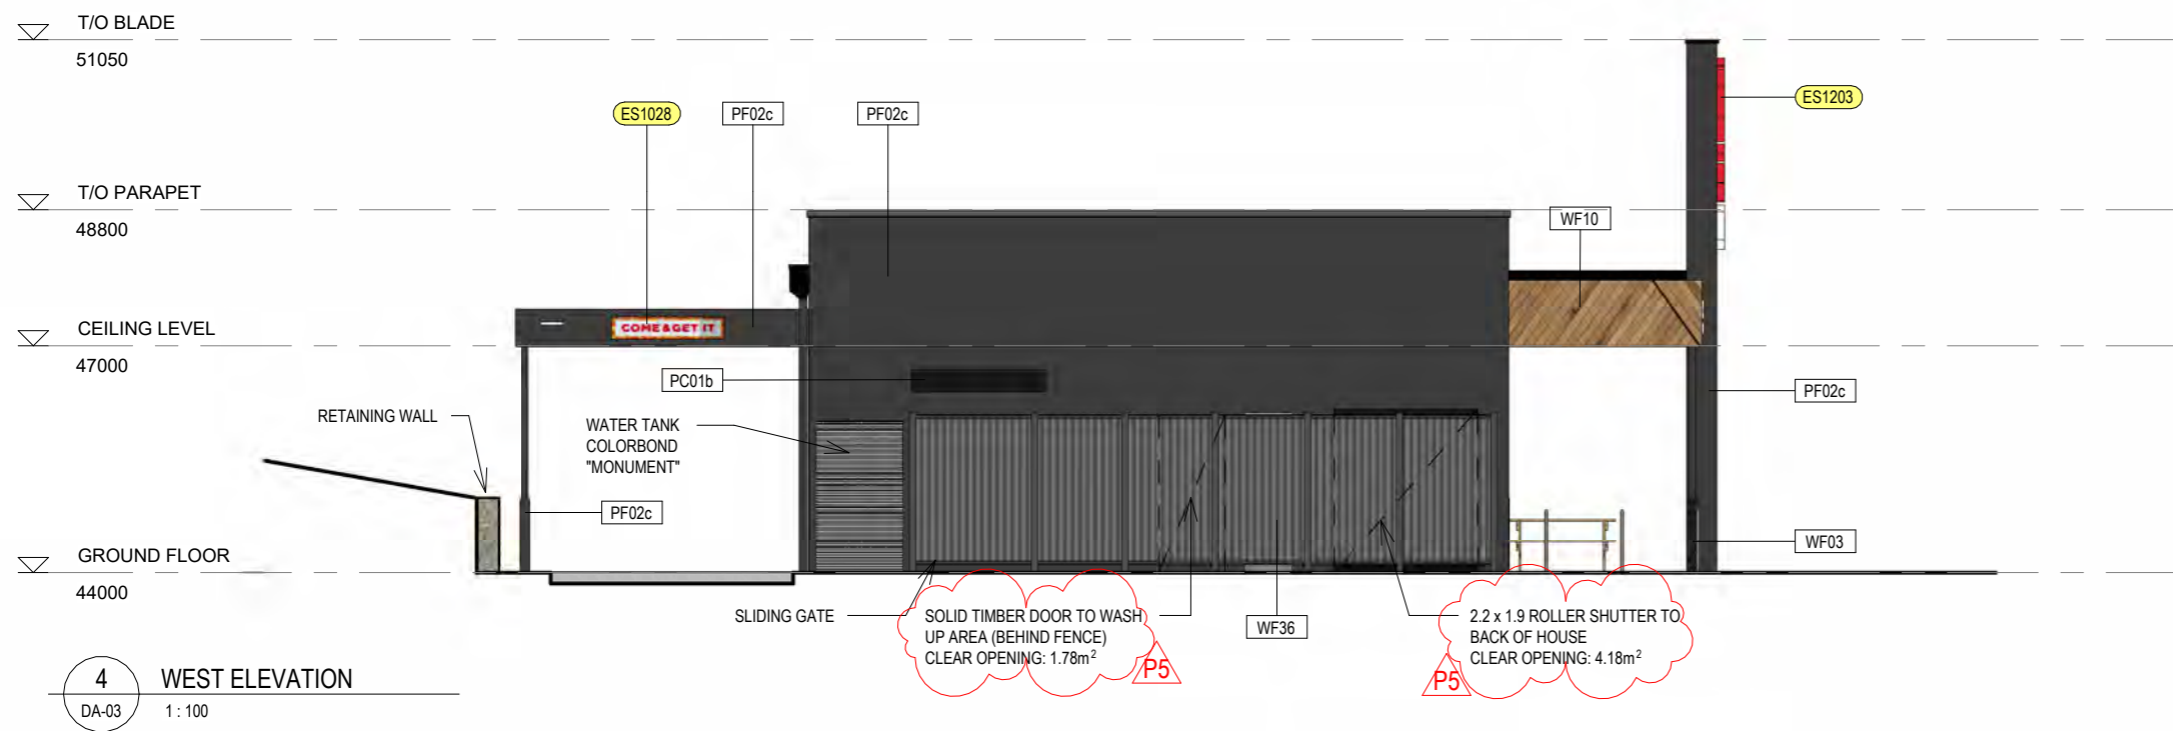 T/O BLADE
51050
ES1028
PF02c
PF02c
ES1203
T/O PARAPET
48800
WF10
CEILING LEVEL
47000
COME&GET IT
PC01b
PF02c
RETAINING WALL
WATER TANK
COLORBOND
"MONUMENT"
PF02c
WF03
GROUND FLOOR
44000
SLIDING GATE
SOLID TIMBER DOOR TO WASH
UP AREA (BEHIND FENCE)
CLEAR OPENING: 1.78m²
P5
WF36
2.2 x 1.9 ROLLER SHUTTER TO
BACK OF HOUSE
CLEAR OPENING: 4.18m²
P5
4
DA-03
WEST ELEVATION
1 : 100